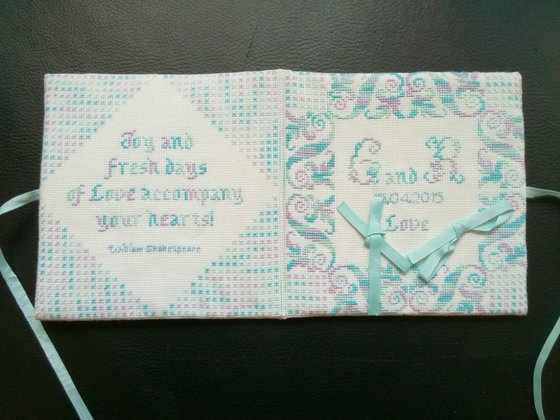 Joy and
fresh days
of Love accompany
your hearts!
William Shakespeare
G and R
Love